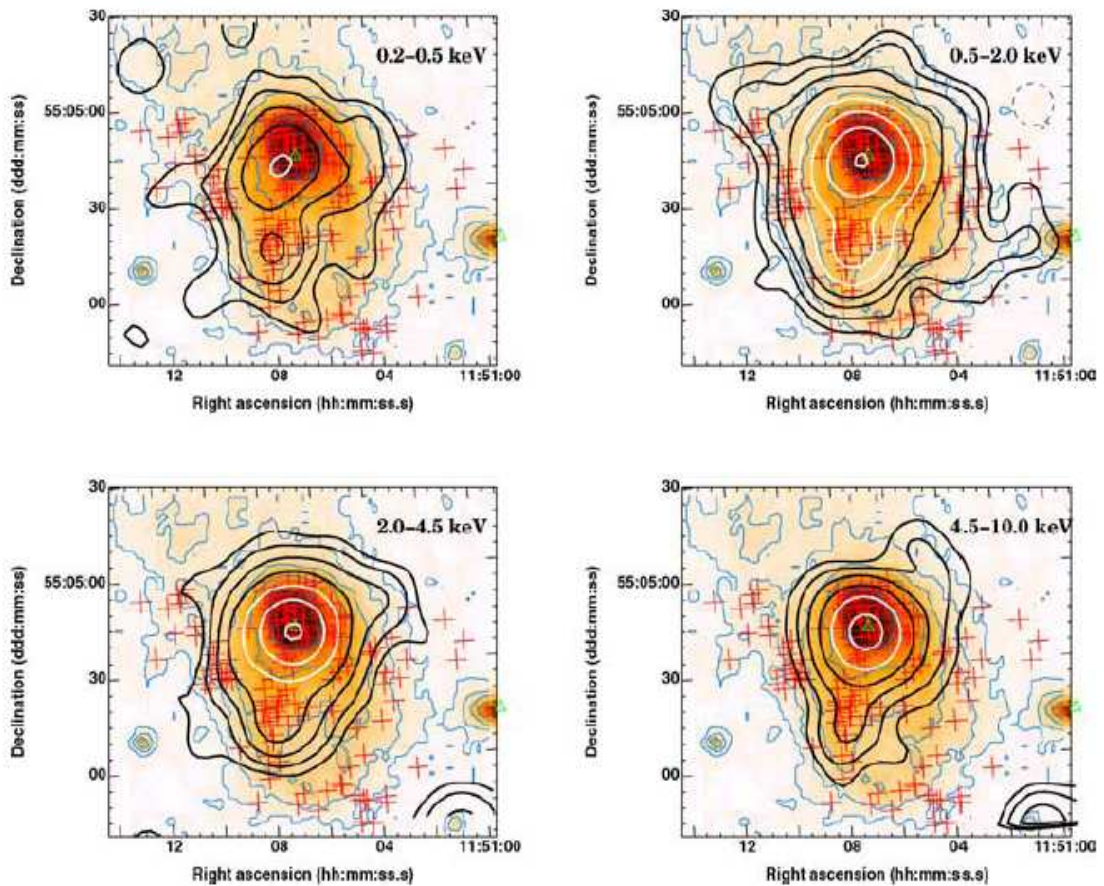 30
0.2–0.5 keV
55:05:00
30
00
12
08
04
11:51:00
Declination (ddd:mm:ss)
Right ascension (hh:mm:ss.s)
30
0.5–2.0 keV
55:05:00
30
00
12
08
04
11:51:00
Declination (ddd:mm:ss)
Right ascension (hh:mm:ss.s)
30
2.0–4.5 keV
55:05:00
30
00
12
08
04
11:51:00
Declination (ddd:mm:ss)
Right ascension (hh:mm:ss.s)
30
4.5–10.0 keV
55:05:00
30
00
12
08
04
11:51:00
Declination (ddd:mm:ss)
Right ascension (hh:mm:ss.s)